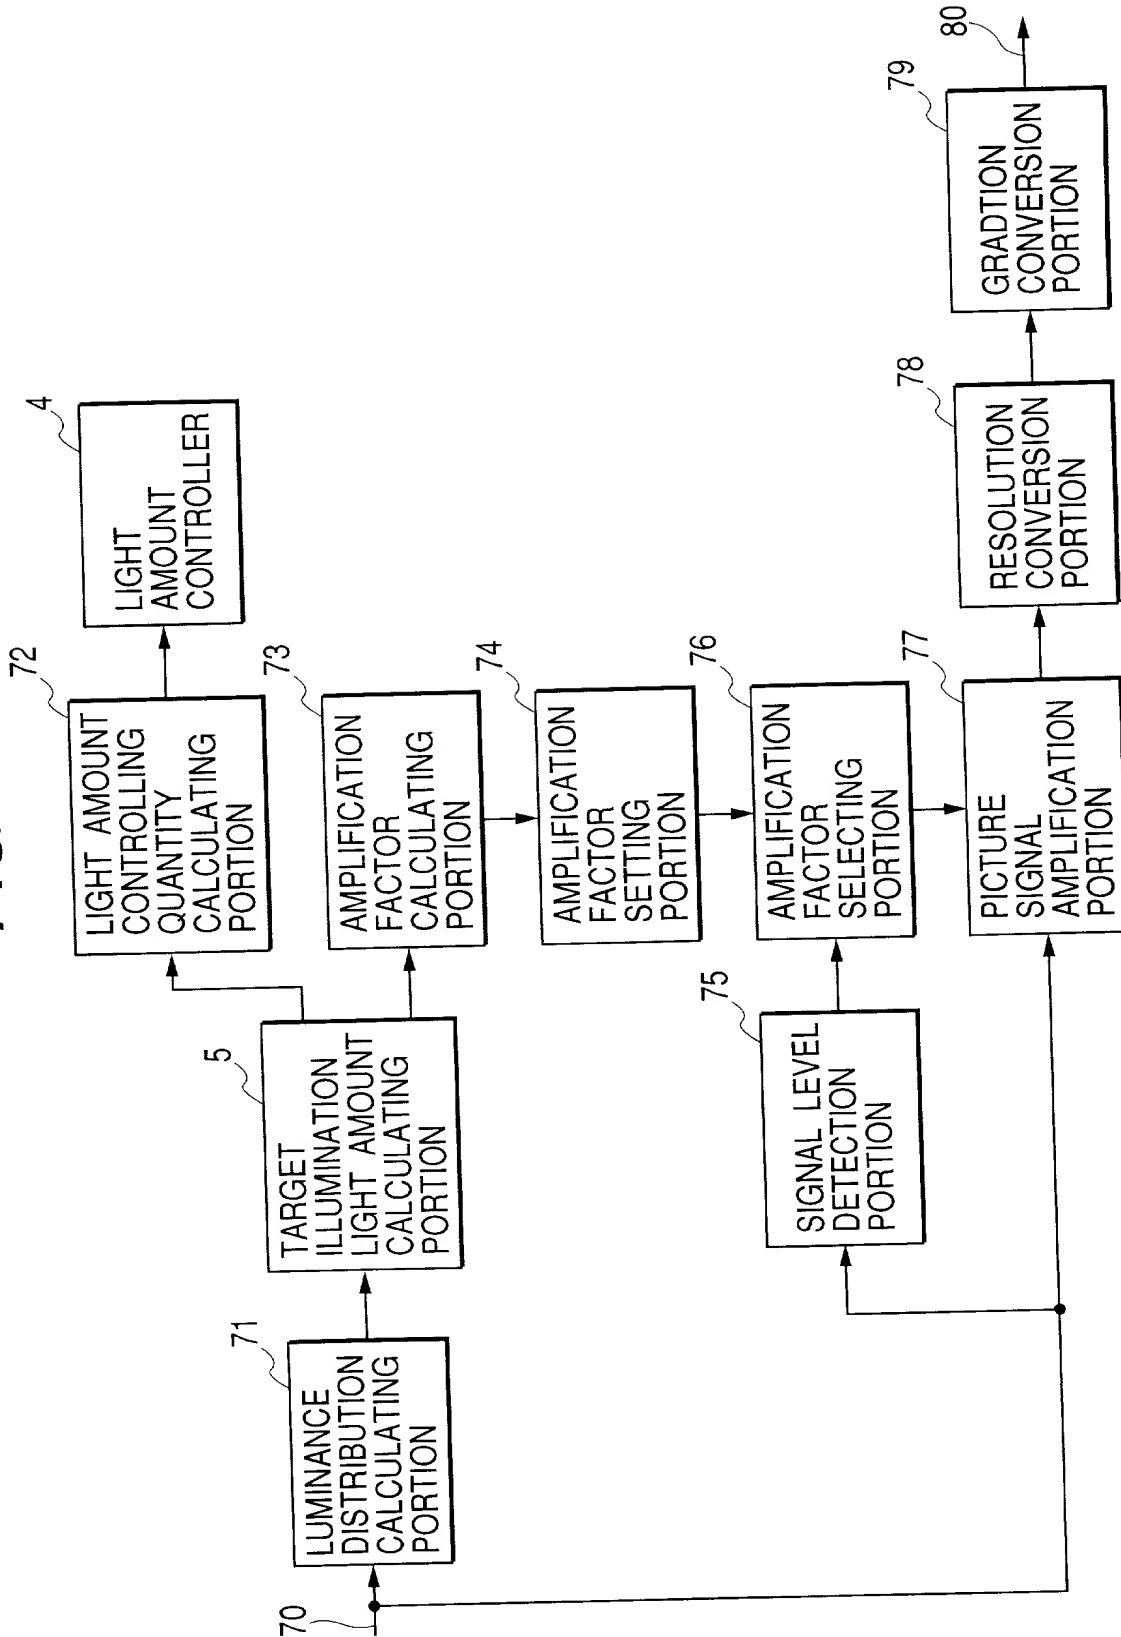 70
71
LUMINANCE
DISTRIBUTION
CALCULATING
PORTION
5
TARGET
ILLUMINATION
LIGHT AMOUNT
CALCULATING
PORTION
72
LIGHT AMOUNT
CONTROLLING
QUANTITY
CALCULATING
PORTION
4
LIGHT
AMOUNT
CONTROLLER
73
AMPLIFICATION
FACTOR
CALCULATING
PORTION
74
AMPLIFICATION
FACTOR
SETTING
PORTION
75
SIGNAL LEVEL
DETECTION
PORTION
76
AMPLIFICATION
FACTOR
SELECTING
PORTION
77
PICTURE
SIGNAL
AMPLIFICATION
PORTION
78
RESOLUTION
CONVERSION
PORTION
79
GRADTION
CONVERSION
PORTION
80